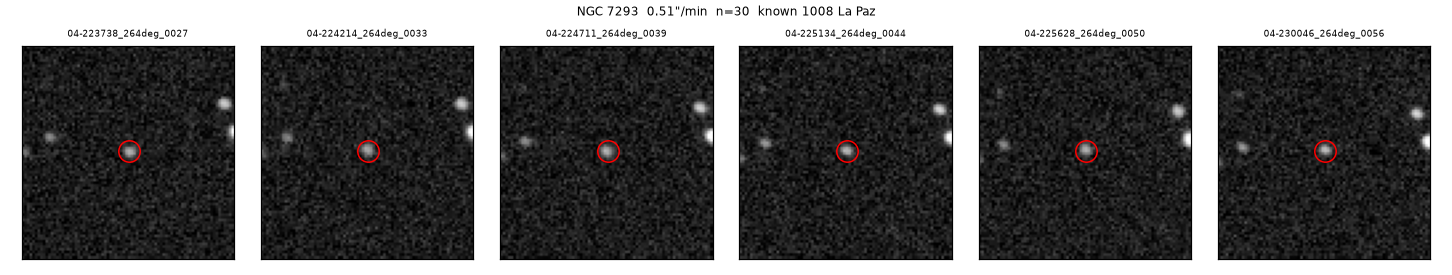 NGC 7293  0.51"/min  n=30  known 1008 La Paz
04-223738_264deg_0027
04-224214_264deg_0033
04-224711_264deg_0039
04-225134_264deg_0044
04-225628_264deg_0050
04-230046_264deg_0056